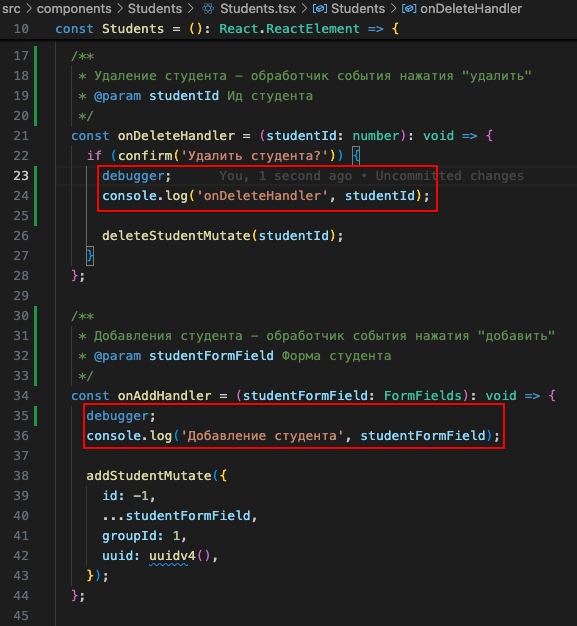 src > components > Students > Students.tsx > Students > onDeleteHandler
10 const Students = (): React.ReactElement => {
17 /**
18 * Удаление студента – обработчик события нажатия "удалить"
19 * @param studentId Ид студента
20 */
21 const onDeleteHandler = (studentId: number): void => {
22 if (confirm('Удалить студента?')) {
23 debugger; You, 1 second ago • Uncommitted changes
24 console.log('onDeleteHandler', studentId);
25
26 deleteStudentMutate(studentId);
27 }
28 };
29
30 /**
31 * Добавления студента – обработчик события нажатия "добавить"
32 * @param studentFormField Форма студента
33 */
34 const onAddHandler = (studentFormField: FormFields): void => {
35 debugger;
36 console.log('Добавление студента', studentFormField);
37
38 addStudentMutate({
39 id: -1,
40 ...studentFormField,
41 groupId: 1,
42 uuid: uuidv4(),
43 });
44 };
45